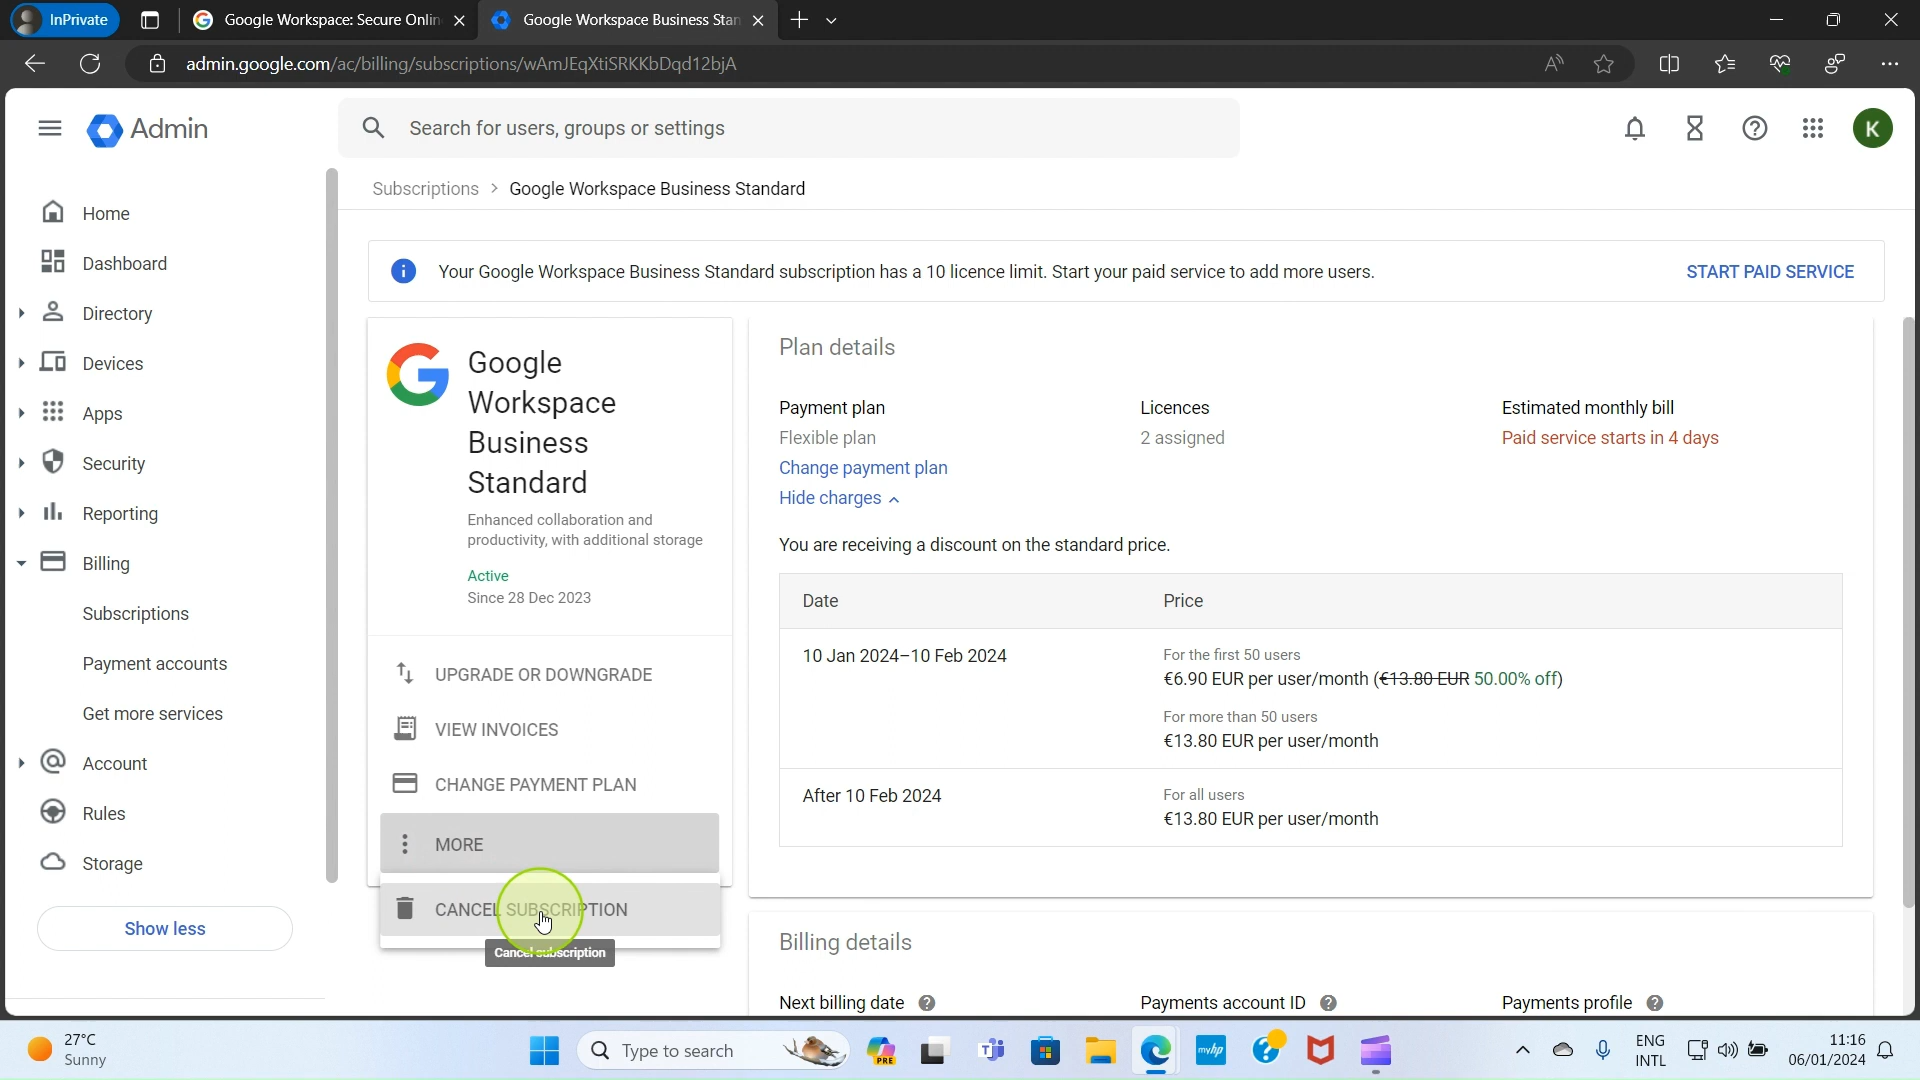 InPrivate
Google Workspace: Secure Onlin
Google Workspace Business Stan
admin.google.com/ac/billing/subscriptions/wAmJEqXtiSRKKbDqd12bjA
Admin
Search for users, groups or settings
K
Home
Dashboard
Directory
Devices
Apps
Security
Reporting
Billing
Subscriptions
Payment accounts
Get more services
Account
Rules
Storage
Show less
Subscriptions > Google Workspace Business Standard
Your Google Workspace Business Standard subscription has a 10 licence limit. Start your paid service to add more users.
START PAID SERVICE
Google
Workspace
Business
Standard
Enhanced collaboration and
productivity, with additional storage
Active
Since 28 Dec 2023
UPGRADE OR DOWNGRADE
VIEW INVOICES
CHANGE PAYMENT PLAN
MORE
CANCEL SUBSCRIPTION
Cancel subscription
Plan details
Payment plan
Flexible plan
Change payment plan
Hide charges
Licences
2 assigned
Estimated monthly bill
Paid service starts in 4 days
You are receiving a discount on the standard price.
Date Price
10 Jan 2024–10 Feb 2024
For the first 50 users
€6.90 EUR per user/month (€13.80 EUR 50.00% off)
For more than 50 users
€13.80 EUR per user/month
After 10 Feb 2024
For all users
€13.80 EUR per user/month
Billing details
Next billing date
Payments account ID
Payments profile
27°C
Sunny
Type to search
PRE
myhp
ENG
INTL
11:16
06/01/2024